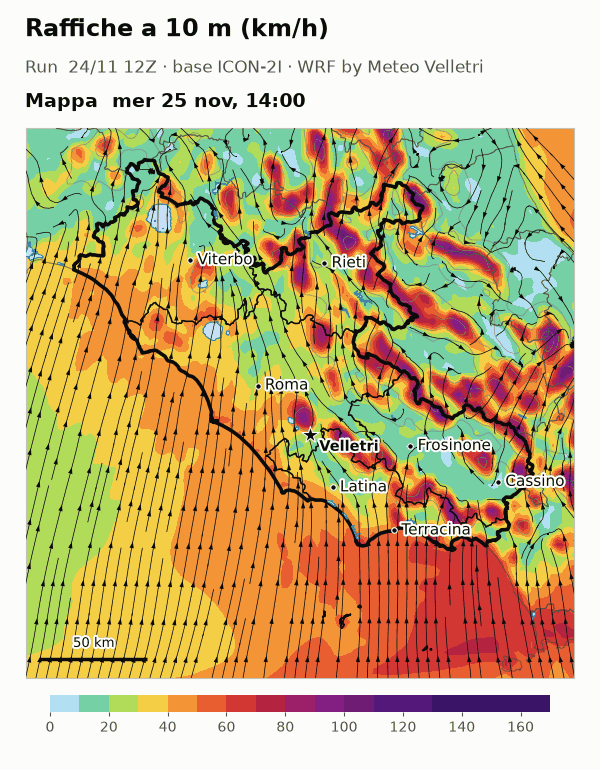 Raffiche a 10 m (km/h)
Run  24/11 12Z · base ICON-2I · WRF by Meteo Velletri
Mappa  mer 25 nov, 14:00
Viterbo
Rieti
Roma
Velletri
Frosinone
Cassino
Latina
Terracina
50 km
0 20 40 60 80 100 120 140 160